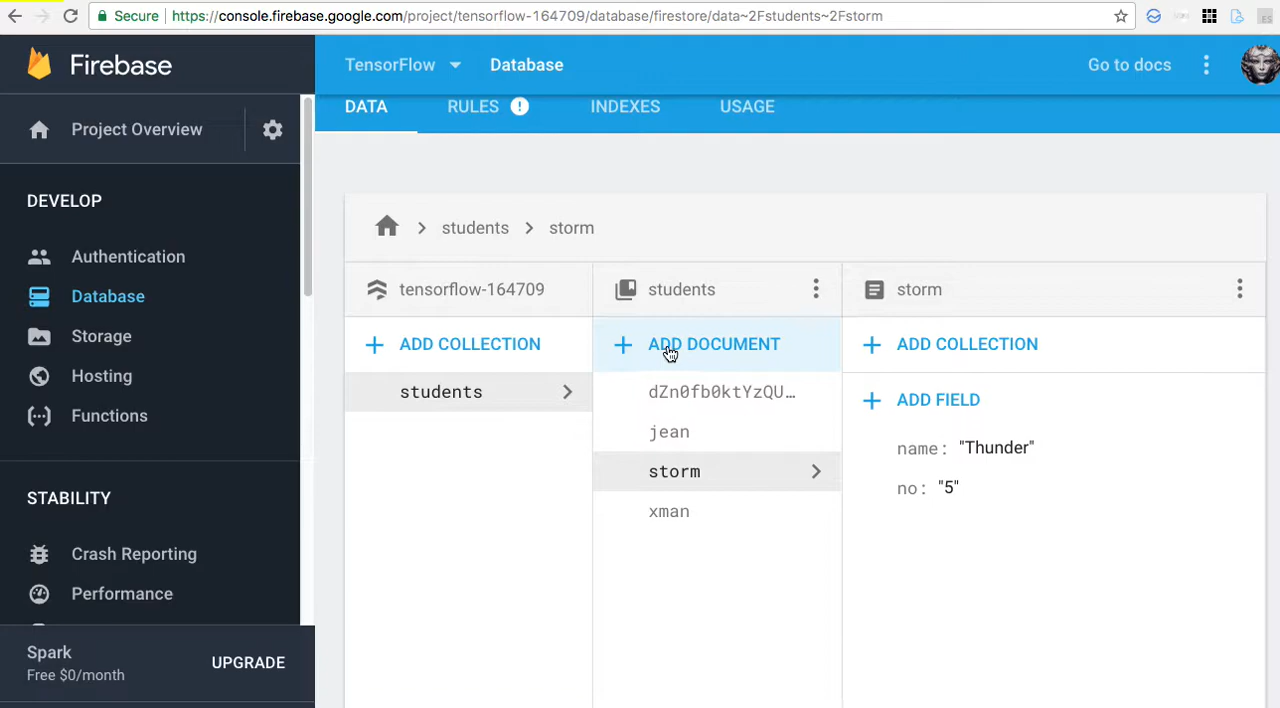 Secure https://console.firebase.google.com/project/tensorflow-164709/database/firestore/data~2Fstudents~2Fstorm
Firebase
TensorFlow Database Go to docs
DATA RULES ! INDEXES USAGE
Project Overview
DEVELOP
Authentication
Database
Storage
Hosting
Functions
STABILITY
Crash Reporting
Performance
Spark
Free $0/month
UPGRADE
students storm
tensorflow-164709 students storm
ADD COLLECTION ADD DOCUMENT ADD COLLECTION
students dZn0fb0ktYzQU… ADD FIELD
jean name: "Thunder"
storm no: "5"
xman